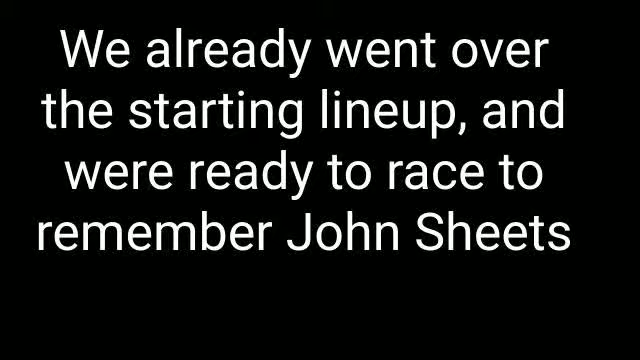 We already went over
the starting lineup, and
were ready to race to
remember John Sheets